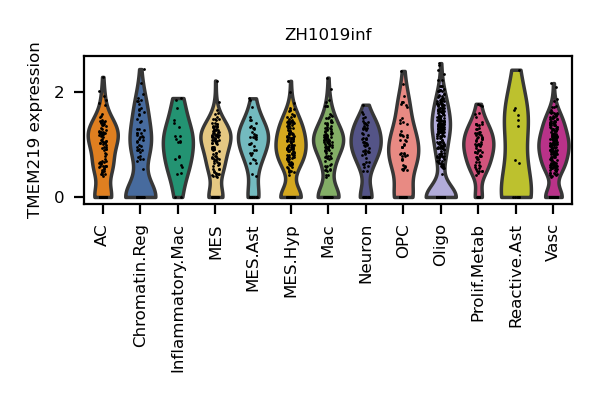 ZH1019inf
TMEM219 expression
2
0
AC
Chromatin.Reg
Inflammatory.Mac
MES
MES.Ast
MES.Hyp
Mac
Neuron
OPC
Oligo
Prolif.Metab
Reactive.Ast
Vasc